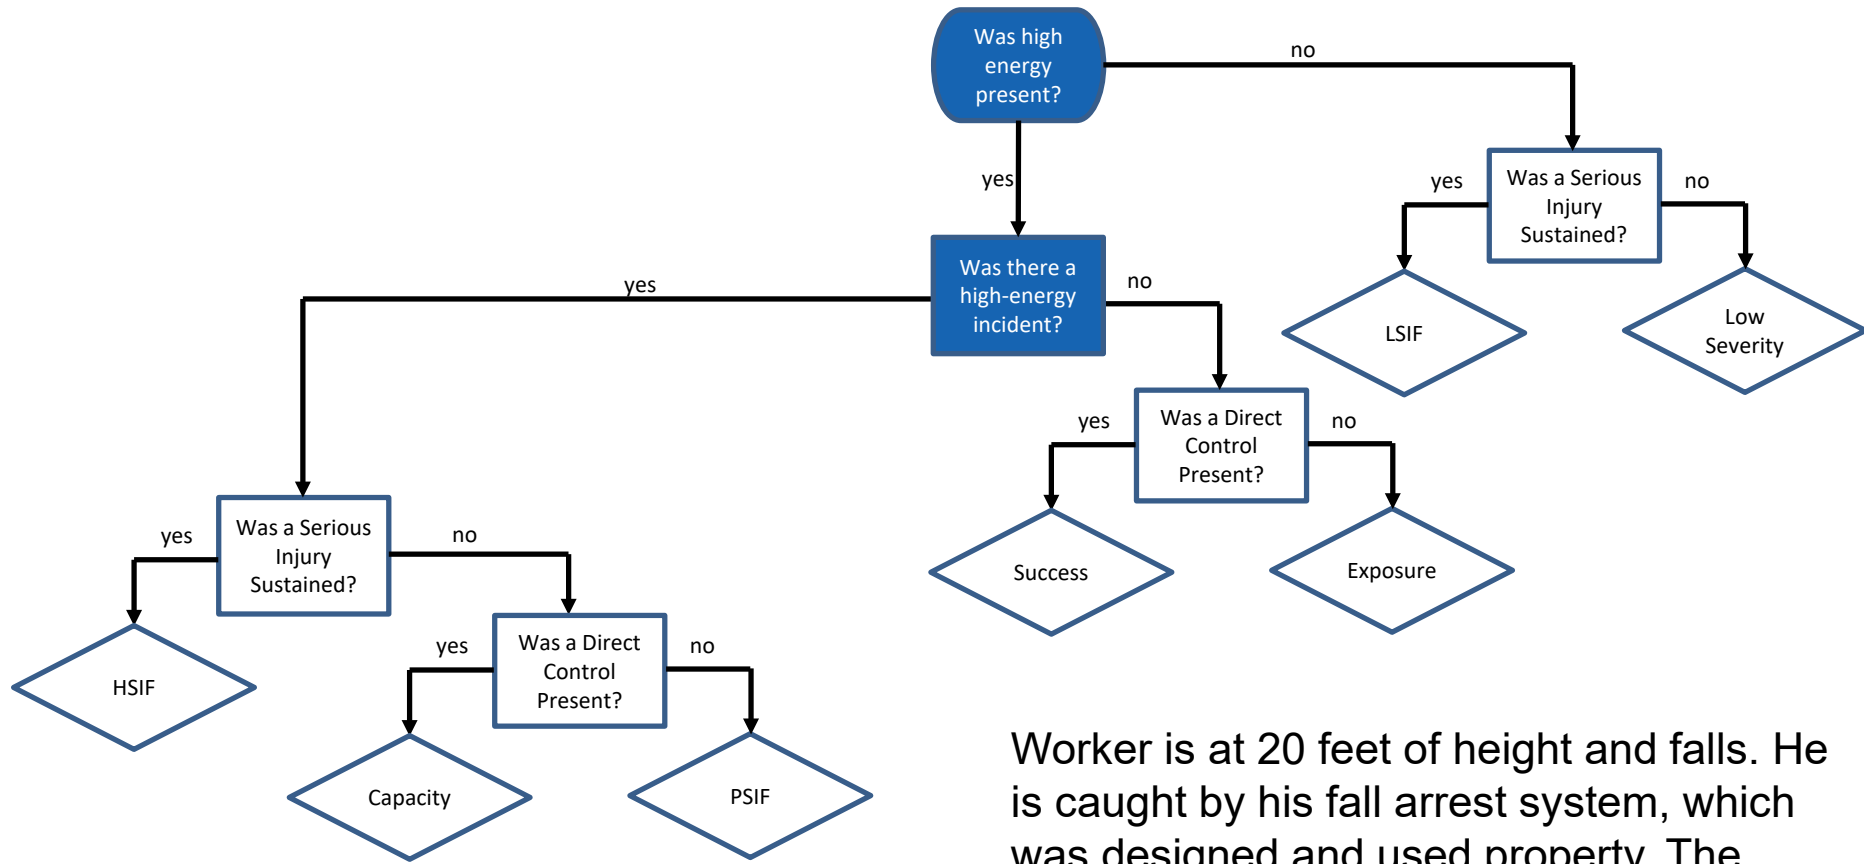 Was high
energy
present?
no
yes
Was a Serious
Injury
Sustained?
yes
no
LSIF
Low
Severity
Was there a
high-energy
incident?
yes
no
Was a Direct
Control
Present?
yes
no
Success
Exposure
Was a Serious
Injury
Sustained?
yes
no
HSIF
Was a Direct
Control
Present?
yes
no
Capacity
PSIF
Worker is at 20 feet of height and falls. He
is caught by his fall arrest system, which
was designed and used property. The